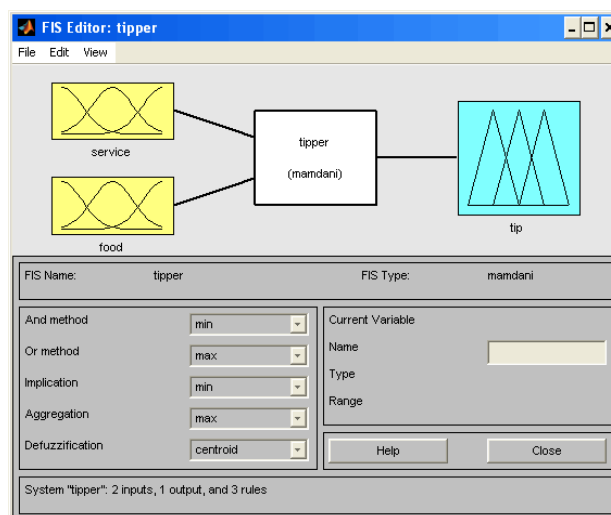 FIS Editor: tipper
File Edit View
service
food
tipper
(mamdani)
tip
FIS Name: tipper FIS Type: mamdani
And method min
Or method max
Implication min
Aggregation max
Defuzzification centroid
Current Variable
Name
Type
Range
Help Close
System "tipper": 2 inputs, 1 output, and 3 rules